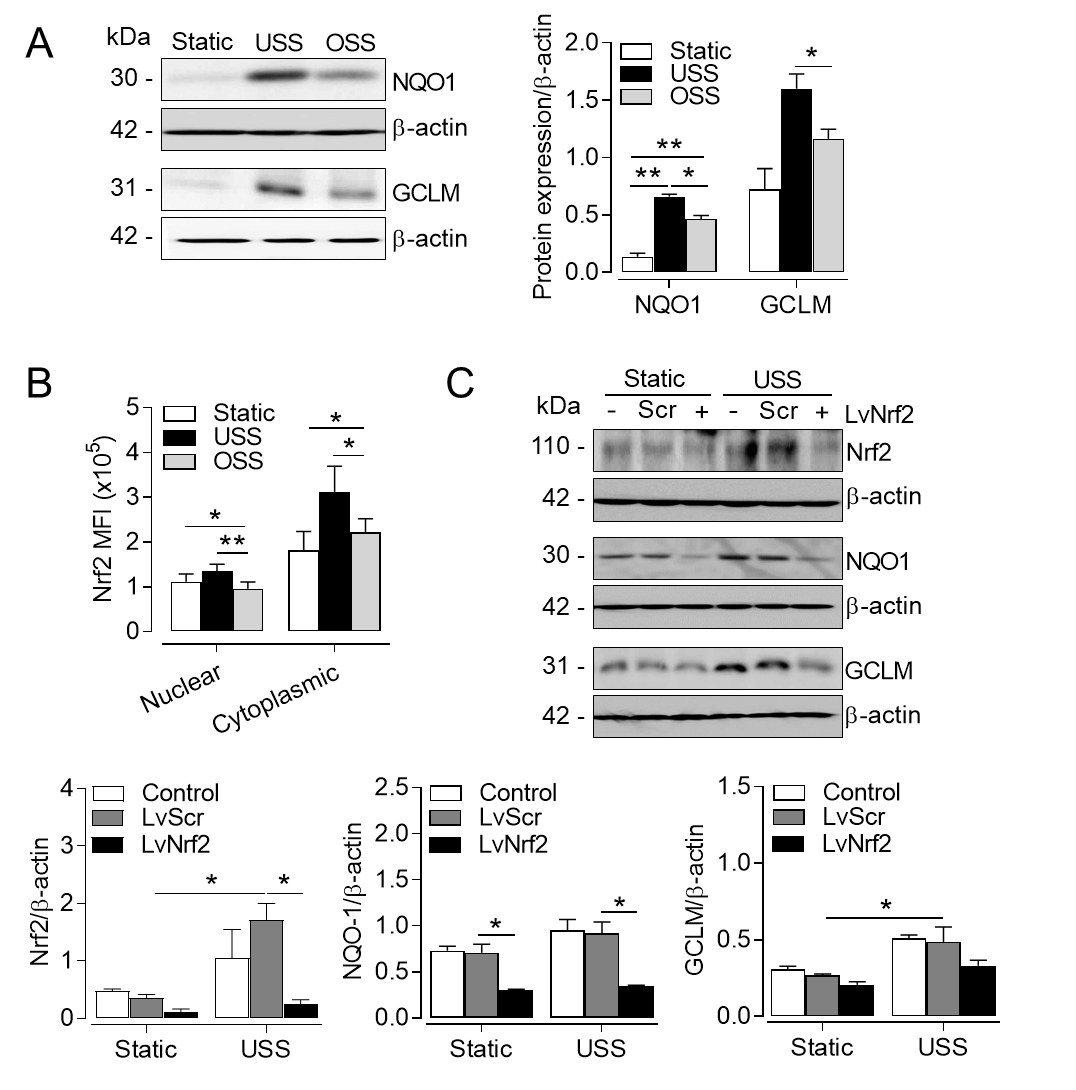 A
kDa Static USS OSS
30 - NQO1
42 - β-actin
31 - GCLM
42 - β-actin
Protein expression/β-actin
2.0
1.5
1.0
0.5
0.0
Static
USS
OSS
*
**
** *
NQO1 GCLM
B
Nrf2 MFI (x10⁵)
5
4
3
2
1
0
Static
USS
OSS
*
*
*
**
Nuclear
Cytoplasmic
C
Static USS
kDa - Scr + - Scr + LvNrf2
110 - Nrf2
42 - β-actin
30 - NQO1
42 - β-actin
31 - GCLM
42 - β-actin
Nrf2/β-actin
4
3
2
1
0
Control
LvScr
LvNrf2
* *
Static USS
NQO-1/β-actin
2.5
2.0
1.5
1.0
0.5
0.0
Control
LvScr
LvNrf2
*
*
Static USS
GCLM/β-actin
1.5
1.0
0.5
0.0
Control
LvScr
LvNrf2
*
Static USS